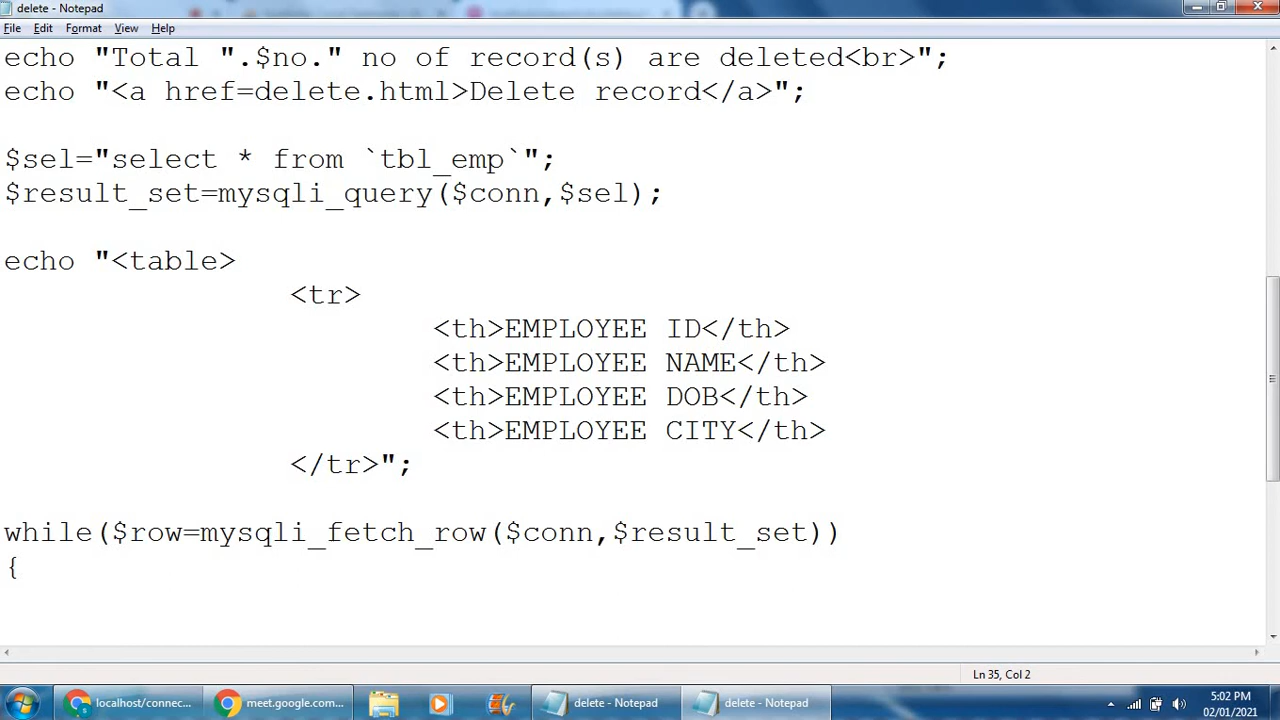 delete - Notepad
File Edit Format View Help
echo "Total ".$no." no of record(s) are deleted<br>";
echo "<a href=delete.html>Delete record</a>";
$sel="select * from `tbl_emp`";
$result_set=mysqli_query($conn,$sel);
echo "<table>
<tr>
<th>EMPLOYEE ID</th>
<th>EMPLOYEE NAME</th>
<th>EMPLOYEE DOB</th>
<th>EMPLOYEE CITY</th>
</tr>";
while($row=mysqli_fetch_row($conn,$result_set))
{
Ln 35, Col 2
localhost/connec... meet.google.com... delete - Notepad delete - Notepad 5:02 PM
02/01/2021